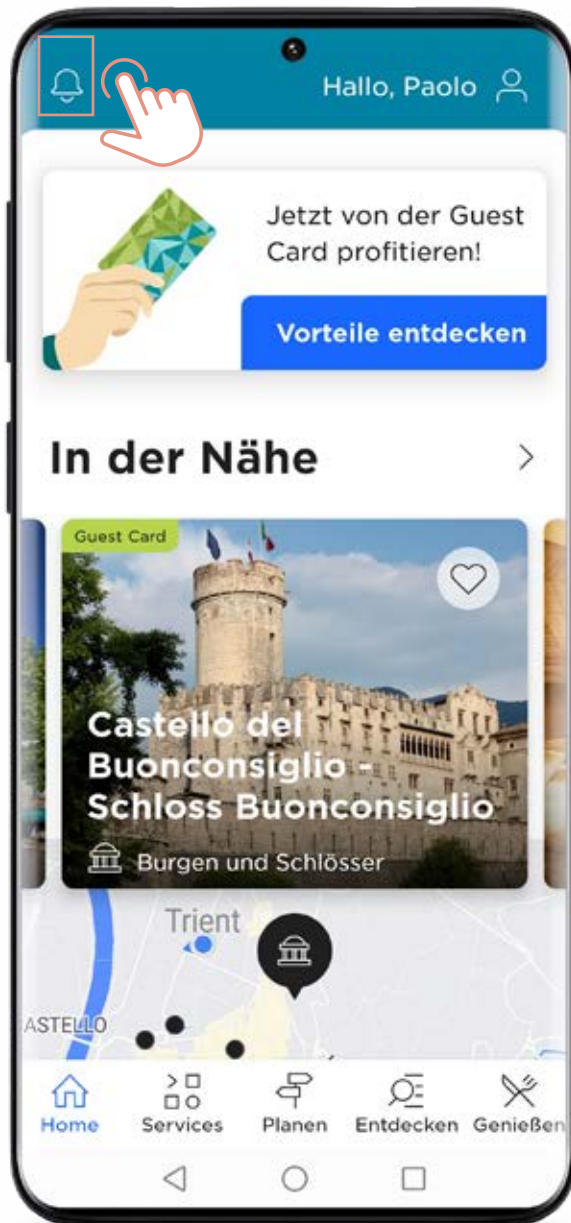 Hallo, Paolo
Jetzt von der Guest
Card profitieren!
Vorteile entdecken
In der Nähe
Guest Card
Castello del
Buonconsiglio -
Schloss Buonconsiglio
Burgen und Schlösser
Trient
ASTELLO
Home Services Planen Entdecken Genießen